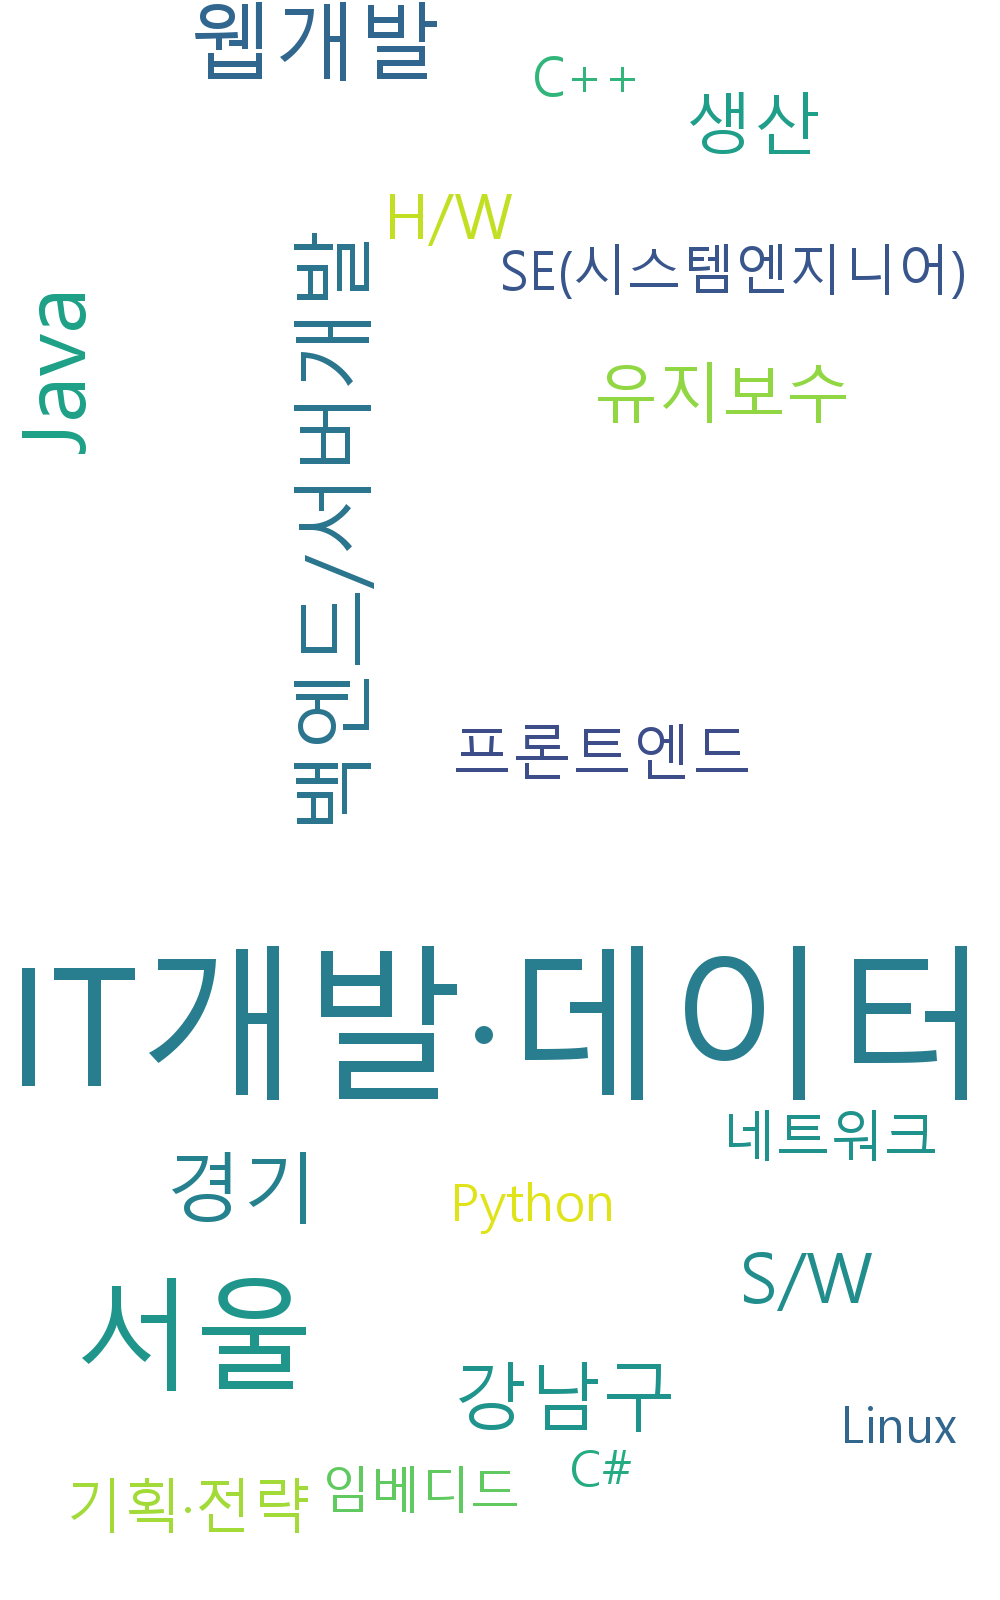 웹개발
C++
생산
H/W
SE(시스템엔지니어)
Java
백엔드/서버개발
유지보수
프론트엔드
IT개발·데이터
네트워크
경기
Python
S/W
서울
강남구
Linux
C#
임베디드
기획·전략